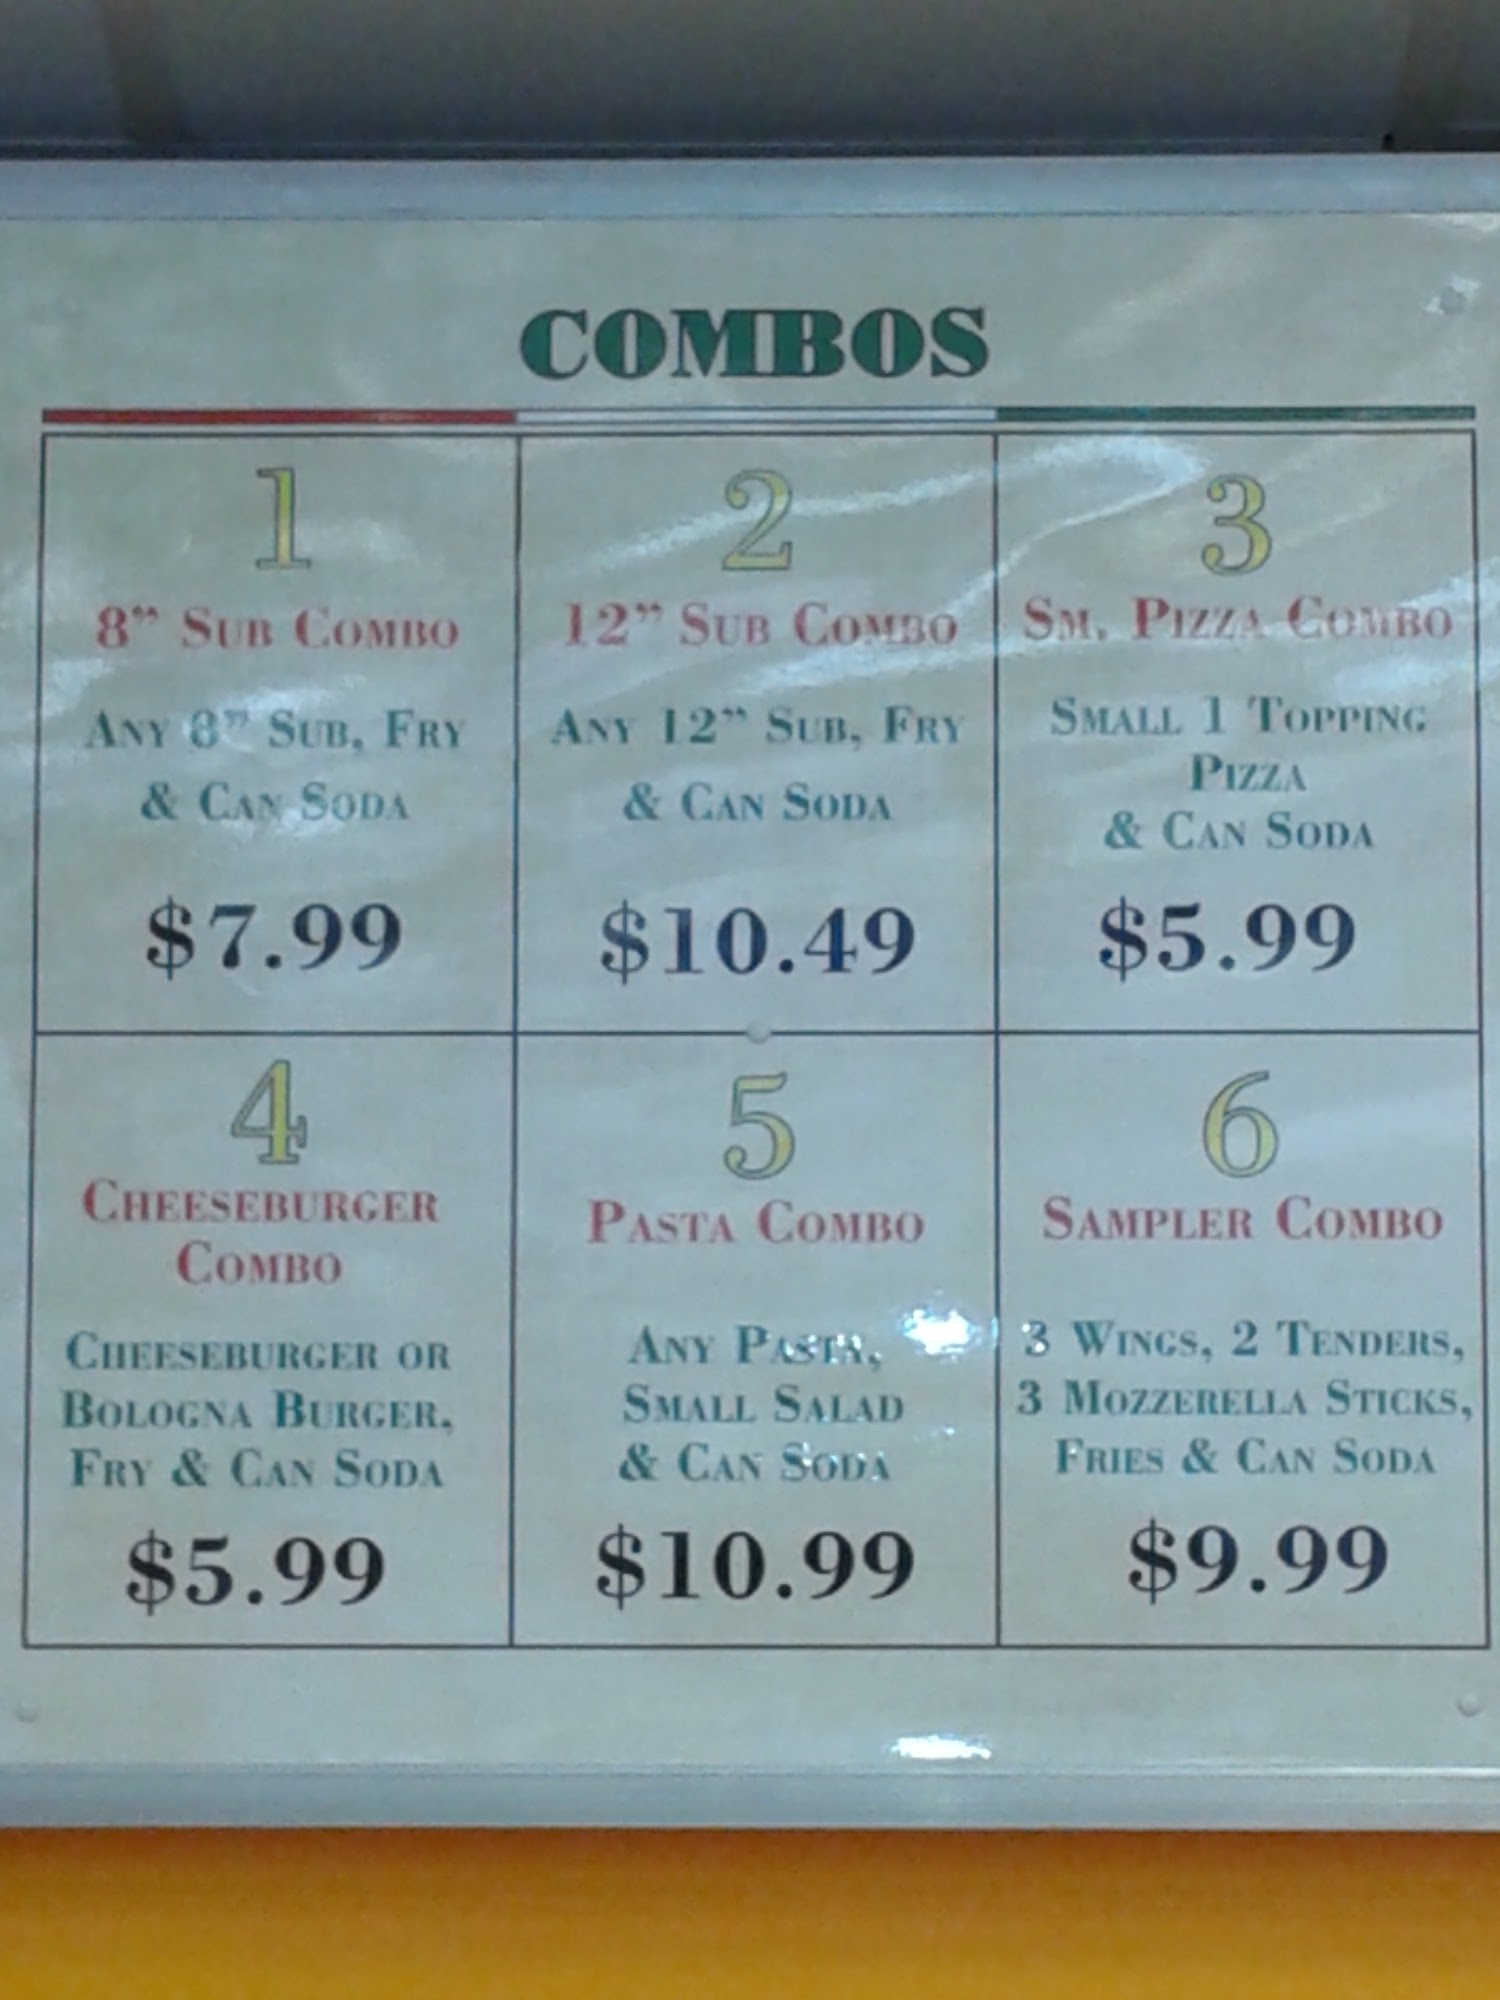 COMBOS
1
8” SUB COMBO
ANY 8” SUB, FRY
& CAN SODA
$7.99
2
12” SUB COMBO
ANY 12” SUB, FRY
& CAN SODA
$10.49
3
SM. PIZZA COMBO
SMALL 1 TOPPING
PIZZA
& CAN SODA
$5.99
4
CHEESEBURGER
COMBO
CHEESEBURGER OR
BOLOGNA BURGER,
FRY & CAN SODA
$5.99
5
PASTA COMBO
ANY PASTA,
SMALL SALAD
& CAN SODA
$10.99
6
SAMPLER COMBO
3 WINGS, 2 TENDERS,
3 MOZZERELLA STICKS,
FRIES & CAN SODA
$9.99